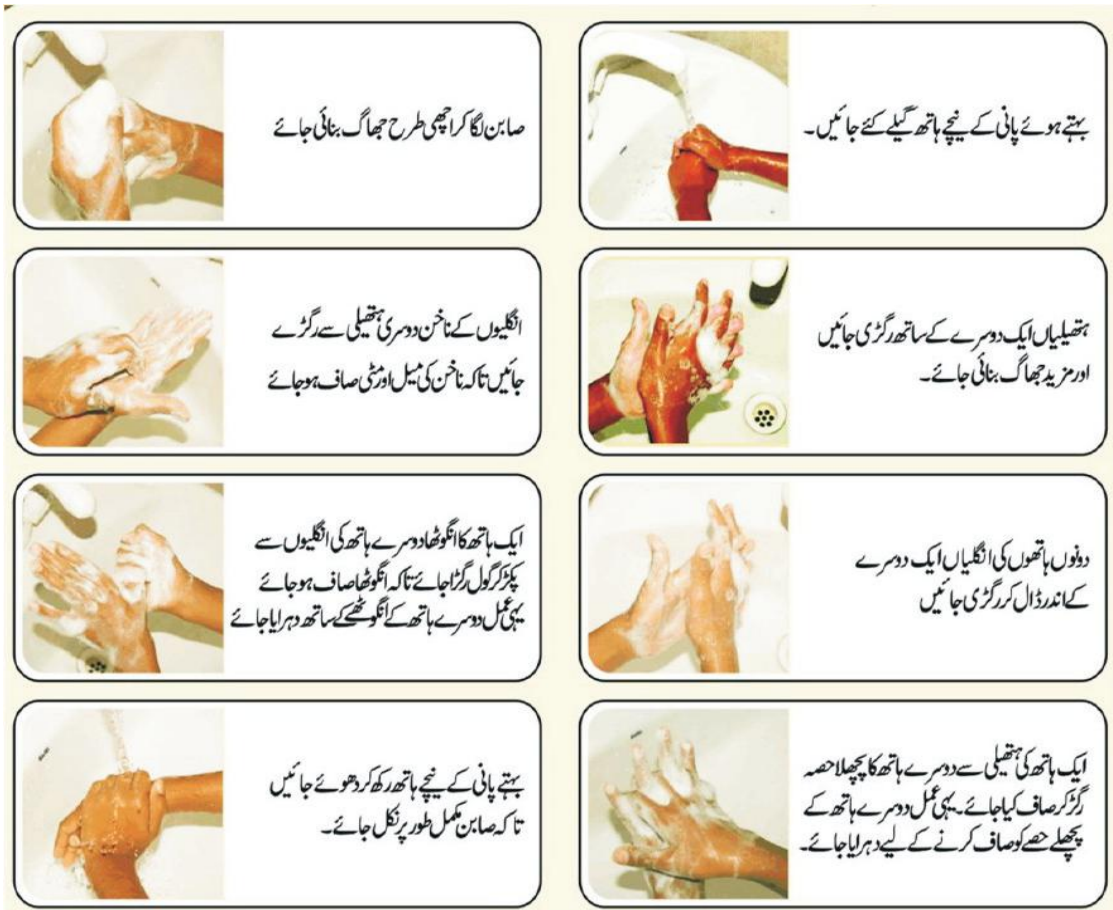 بہتے ہوئے پانی کے نیچے ہاتھ گیلے کئے جائیں۔
صابن لگا کر اچھی طرح جھاگ بنائی جائے
ہتھیلیاں ایک دوسرے کے ساتھ رگڑی جائیں
اور مزید جھاگ بنائی جائے۔
انگلیوں کے ناخن دوسری ہتھیلی سے رگڑے
جائیں تاکہ ناخن کی میل اور مٹی صاف ہوجائے
دونوں ہاتھوں کی انگلیاں ایک دوسرے
کے اندر ڈال کر رگڑی جائیں
ایک ہاتھ کا انگوٹھا دوسرے ہاتھ کی انگلیوں سے
پکڑ کر گول رگڑا جائے تاکہ انگوٹھا صاف ہوجائے
یہی عمل دوسرے ہاتھ کے انگوٹھے کے ساتھ دہرایا جائے
ایک ہاتھ کی ہتھیلی سے دوسرے ہاتھ کا پچھلا حصہ
رگڑ کر صاف کیا جائے۔ یہی عمل دوسرے ہاتھ کے
پچھلے حصے کو صاف کرنے کے لیے دہرایا جائے۔
بہتے پانی کے نیچے ہاتھ رکھ کر دھوئے جائیں
تاکہ صابن مکمل طور پر نکل جائے۔